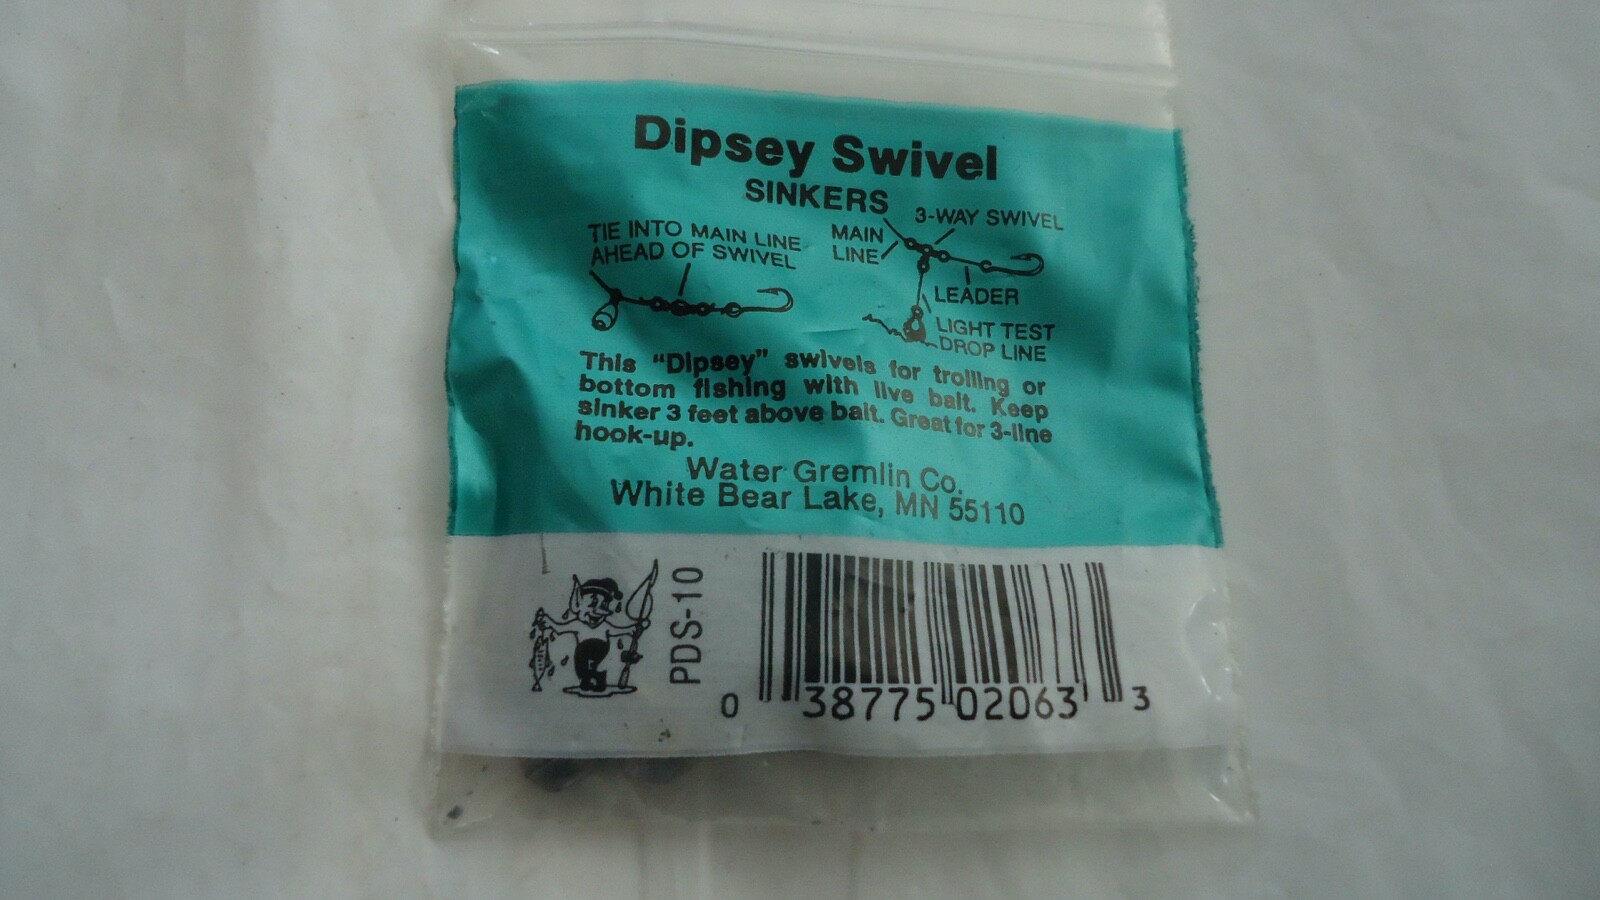 Dipsey Swivel
SINKERS
TIE INTO MAIN LINE
AHEAD OF SWIVEL
MAIN
LINE
3-WAY SWIVEL
LEADER
LIGHT TEST
DROP LINE
This "Dipsey" swivels for trolling or
bottom fishing with live bait. Keep
sinker 3 feet above bait. Great for 3-line
hook-up.
Water Gremlin Co.
White Bear Lake, MN 55110
PDS-10
0 38775 02063 3